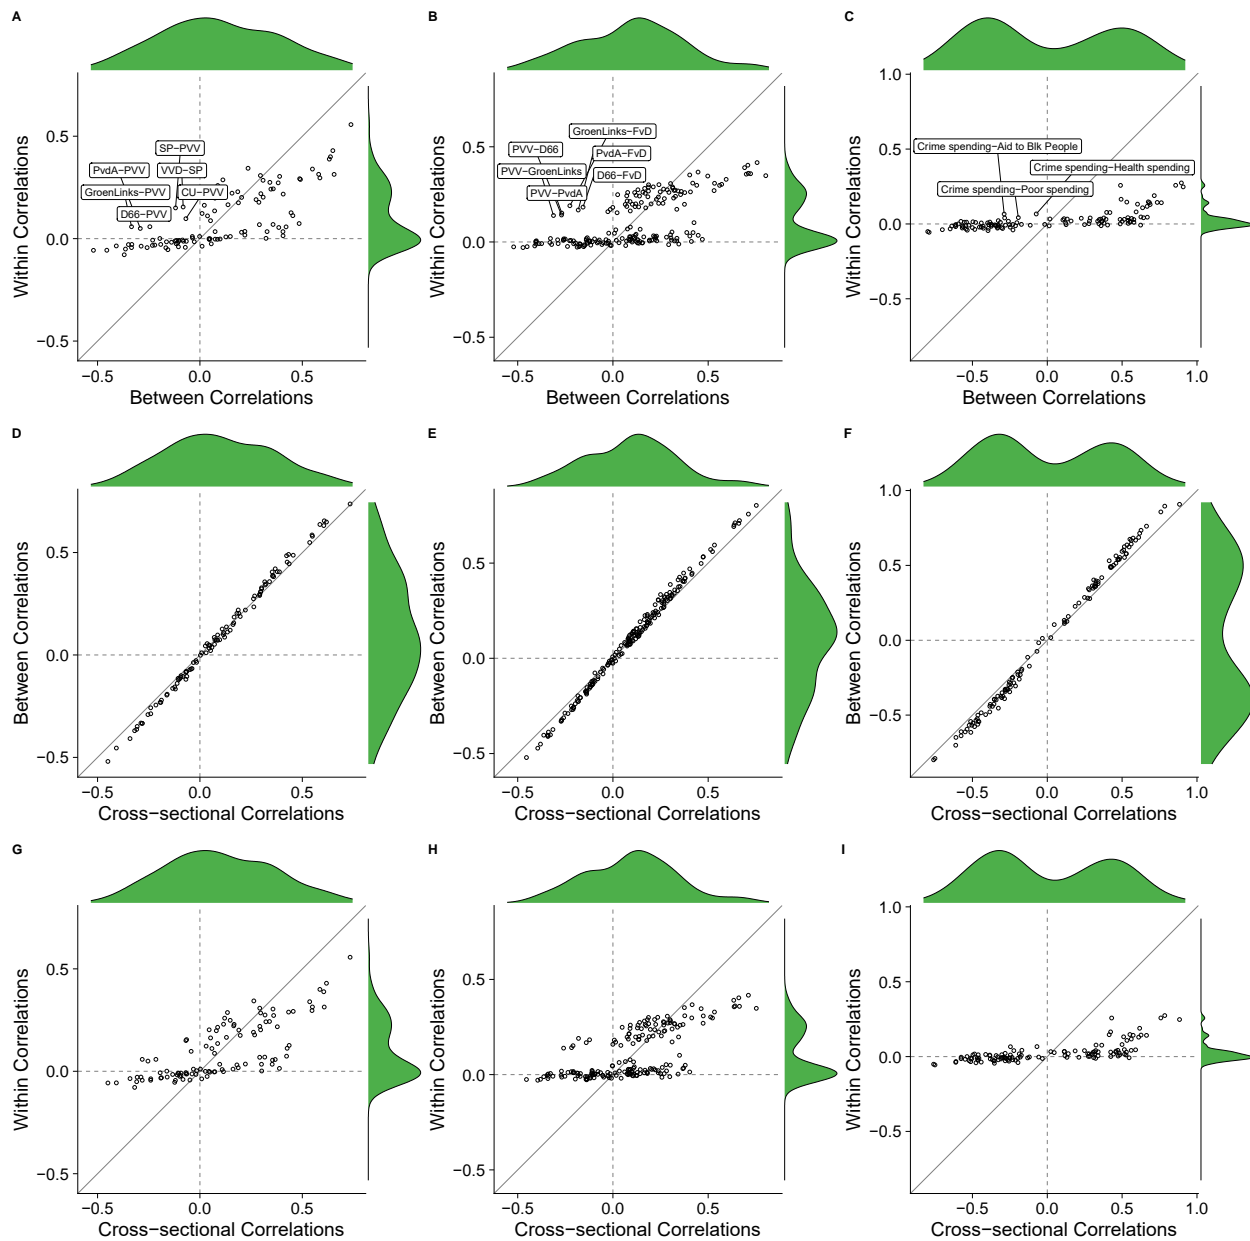 A
B
C
SP−PVV
PvdA−PVV
VVD−SP
GroenLinks−PVV
CU−PVV
D66−PVV
Within Correlations
0.5
0.0
−0.5
−0.5
0.0
0.5
Between Correlations
GroenLinks−FvD
PVV−D66
PvdA−FvD
PVV−GroenLinks
D66−FvD
PVV−PvdA
Within Correlations
0.5
0.0
−0.5
−0.5
0.0
0.5
Between Correlations
Crime spending−Aid to Blk People
Crime spending−Health spending
Crime spending−Poor spending
Within Correlations
1.0
0.5
0.0
−0.5
−0.5
0.0
0.5
1.0
Between Correlations
D
E
F
Between Correlations
0.5
0.0
−0.5
−0.5
0.0
0.5
Cross−sectional Correlations
Between Correlations
0.5
0.0
−0.5
−0.5
0.0
0.5
Cross−sectional Correlations
Between Correlations
1.0
0.5
0.0
−0.5
−0.5
0.0
0.5
1.0
Cross−sectional Correlations
G
H
I
Within Correlations
0.5
0.0
−0.5
−0.5
0.0
0.5
Cross−sectional Correlations
Within Correlations
0.5
0.0
−0.5
−0.5
0.0
0.5
Cross−sectional Correlations
Within Correlations
1.0
0.5
0.0
−0.5
−0.5
0.0
0.5
1.0
Cross−sectional Correlations